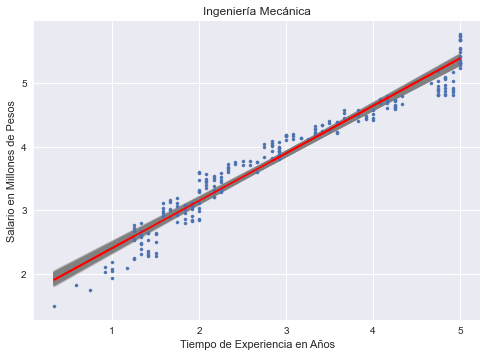 Ingeniería Mecánica
Salario en Millones de Pesos
5
4
3
2
1 2 3 4 5
Tiempo de Experiencia en Años